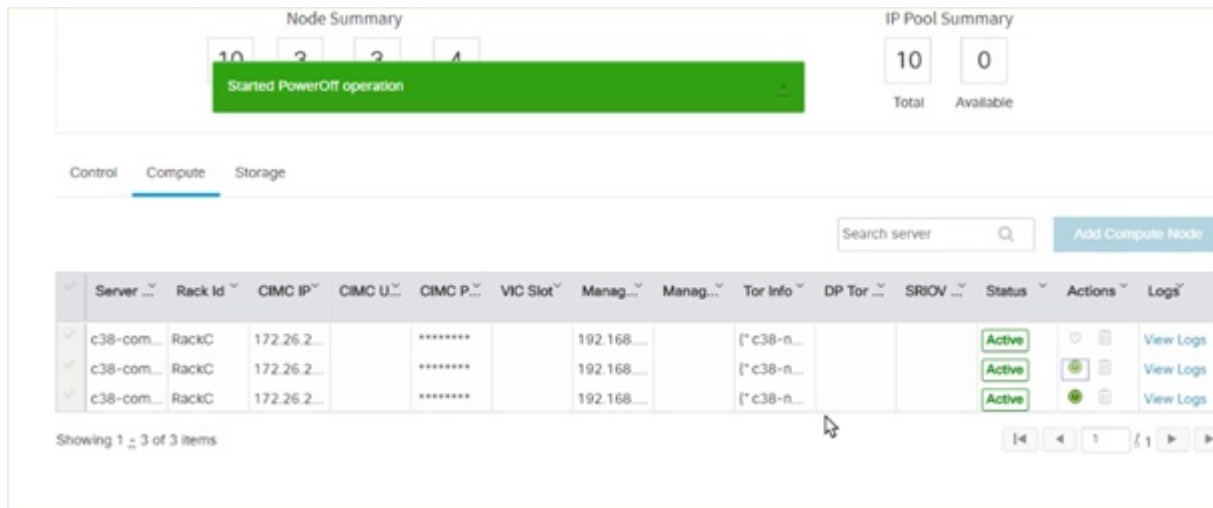 Node Summary
IP Pool Summary
10 3 3 4
10 0
Started PowerOff operation
Total Available
Control Compute Storage
Search server
Add Compute Node
Server ... Rack Id CIMC IP CIMC U... CIMC P... VIC Slot Manag... Manag... Tor Info DP Tor ... SRIOV ... Status Actions Logs
c38-com... RackC 172.26.2... ******** 192.168.... {"c38-n... Active View Logs
c38-com... RackC 172.26.2... ******** 192.168.... {"c38-n... Active View Logs
c38-com... RackC 172.26.2... ******** 192.168.... {"c38-n... Active View Logs
Showing 1 - 3 of 3 items
1 / 1